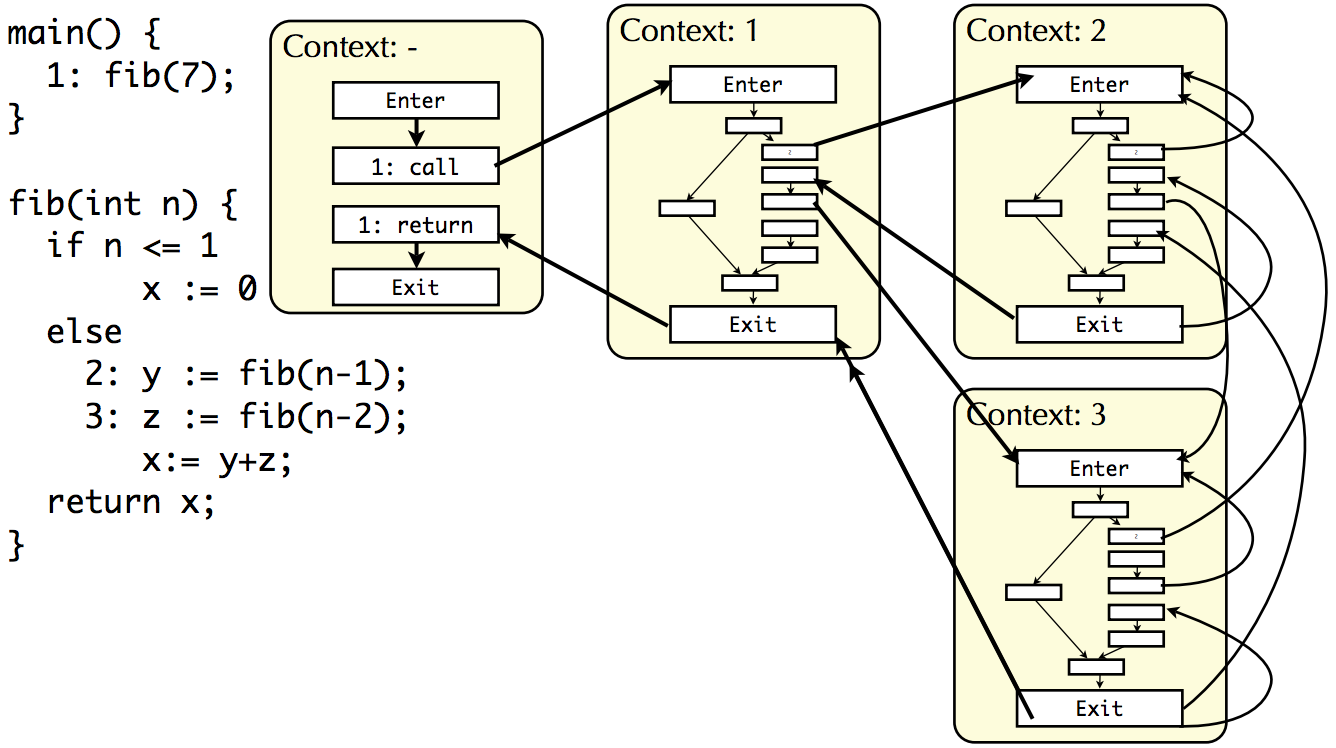 main() {
1: fib(7);
}
fib(int n) {
if n <= 1
x := 0
else
2: y := fib(n-1);
3: z := fib(n-2);
x:= y+z;
return x;
}
Context: -
Enter
1: call
1: return
Exit
Context: 1
Enter
Exit
Context: 2
Enter
Exit
Context: 3
Enter
Exit